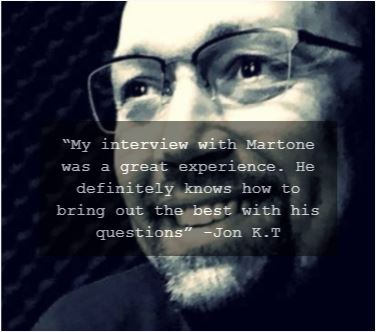 “My interview with Martone
was a great experience. He
definitely knows how to
bring out the best with his
questions” -Jon K.T